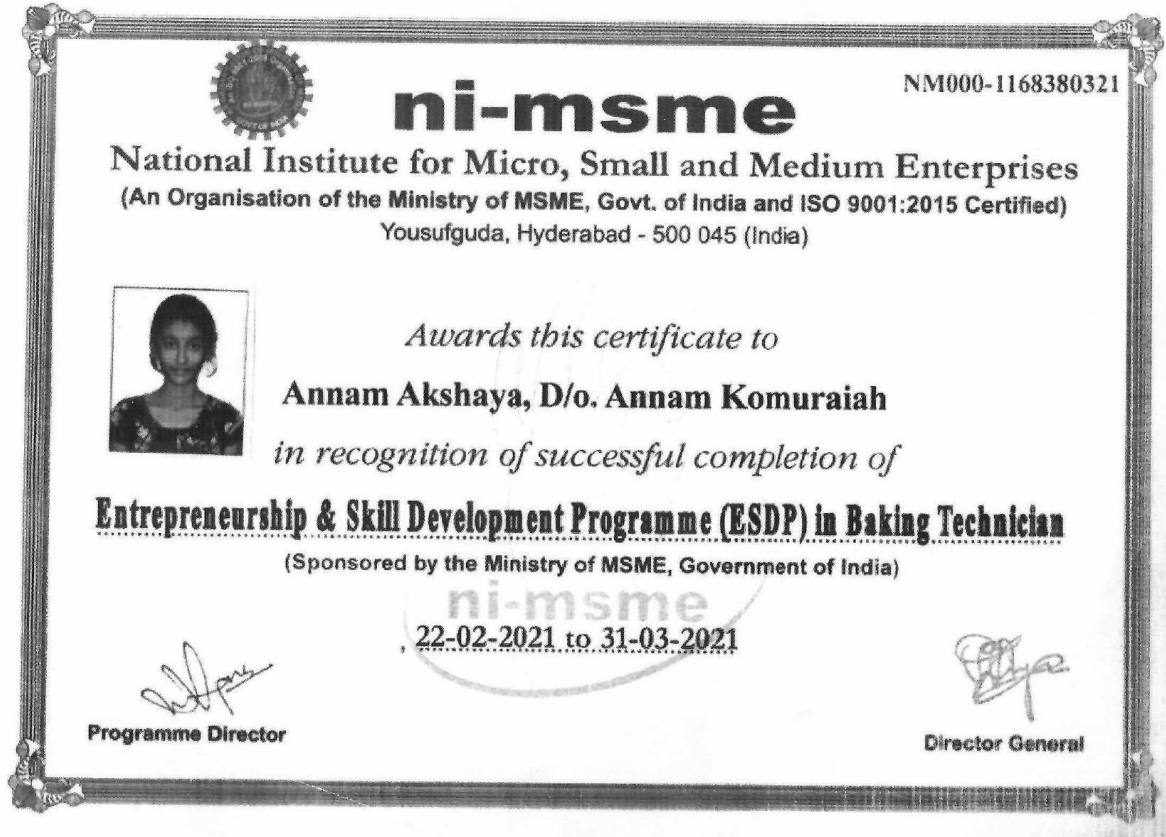 NM000-1168380321
ni-msme
National Institute for Micro, Small and Medium Enterprises
(An Organisation of the Ministry of MSME, Govt. of India and ISO 9001:2015 Certified)
Yousufguda, Hyderabad - 500 045 (India)
Awards this certificate to
Annam Akshaya, D/o. Annam Komuraiah
in recognition of successful completion of
Entrepreneurship & Skill Development Programme (ESDP) in Baking Technician
(Sponsored by the Ministry of MSME, Government of India)
ni-msme
, 22-02-2021 to 31-03-2021
Programme Director
Director General